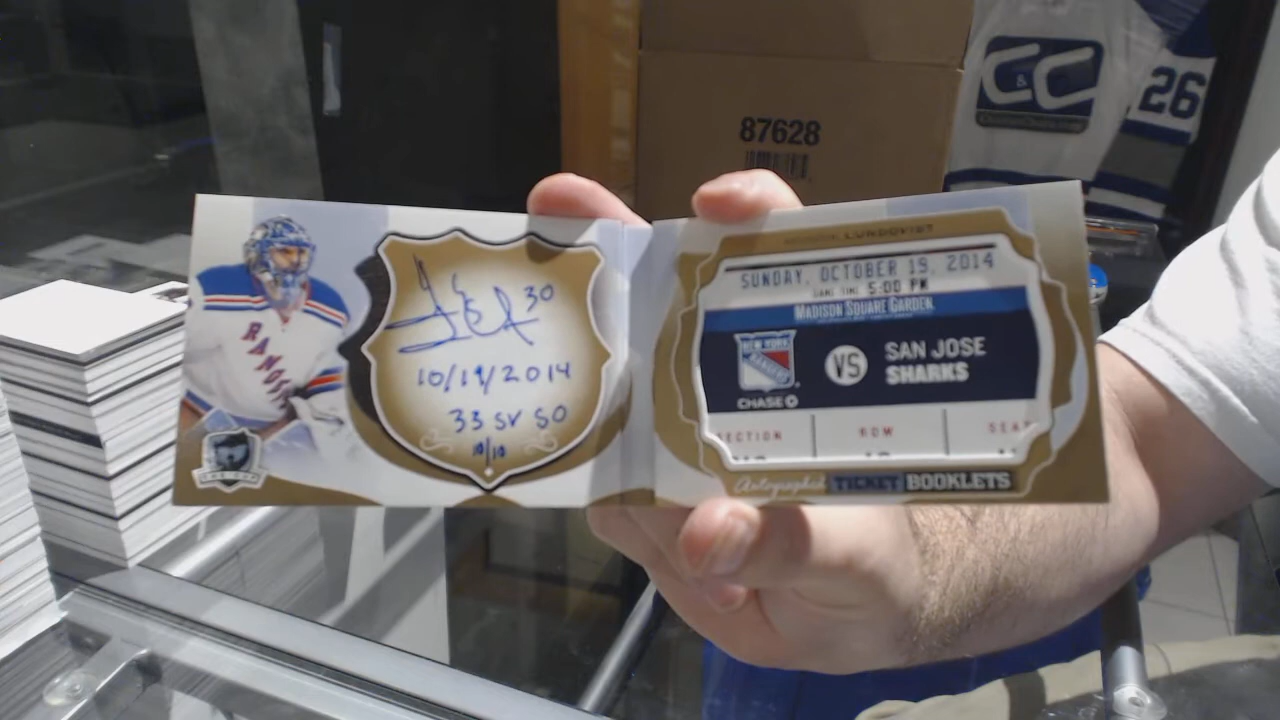 87628
C&C
26
RANGERS
30
10/19/2014
33 SV SO
10/10
LUNDQVIST
SUNDAY, OCTOBER 19, 2014
GAME TIME 5:00 PM
MADISON SQUARE GARDEN
NEW YORK
RANGERS
VS
SAN JOSE
SHARKS
CHASE
SECTION ROW SEAT
Autographed TICKET BOOKLETS